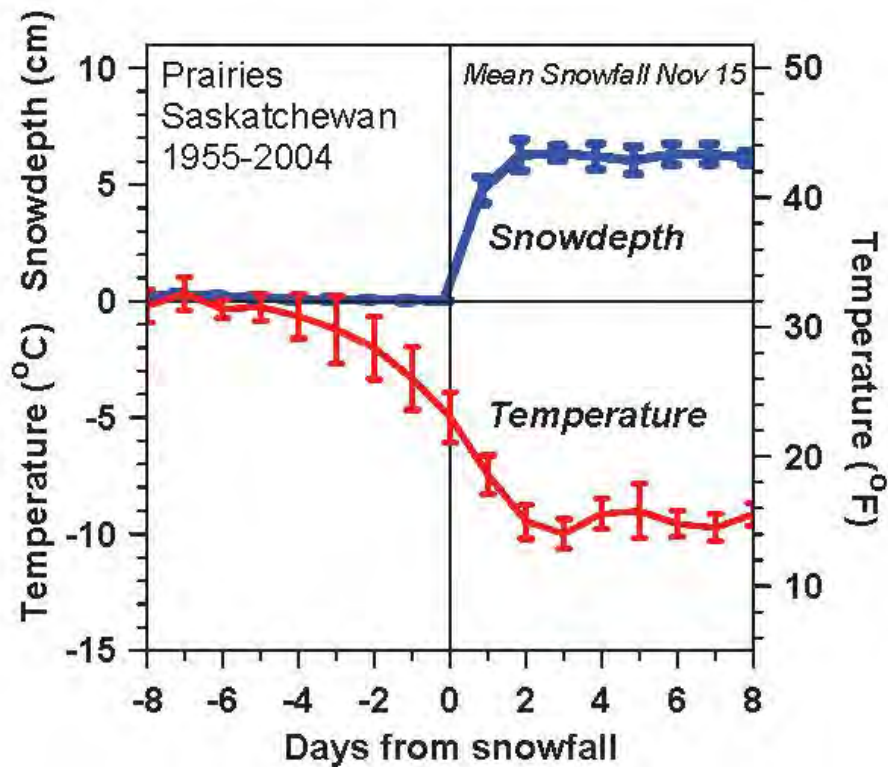 Prairies
Saskatchewan
1955-2004
Mean Snowfall Nov 15
Snowdepth
Temperature
Temperature (°C) Snowdepth (cm)
10
5
0
-5
-10
-15
50
40
30
20
10
Temperature (°F)
-8 -6 -4 -2 0 2 4 6 8
Days from snowfall